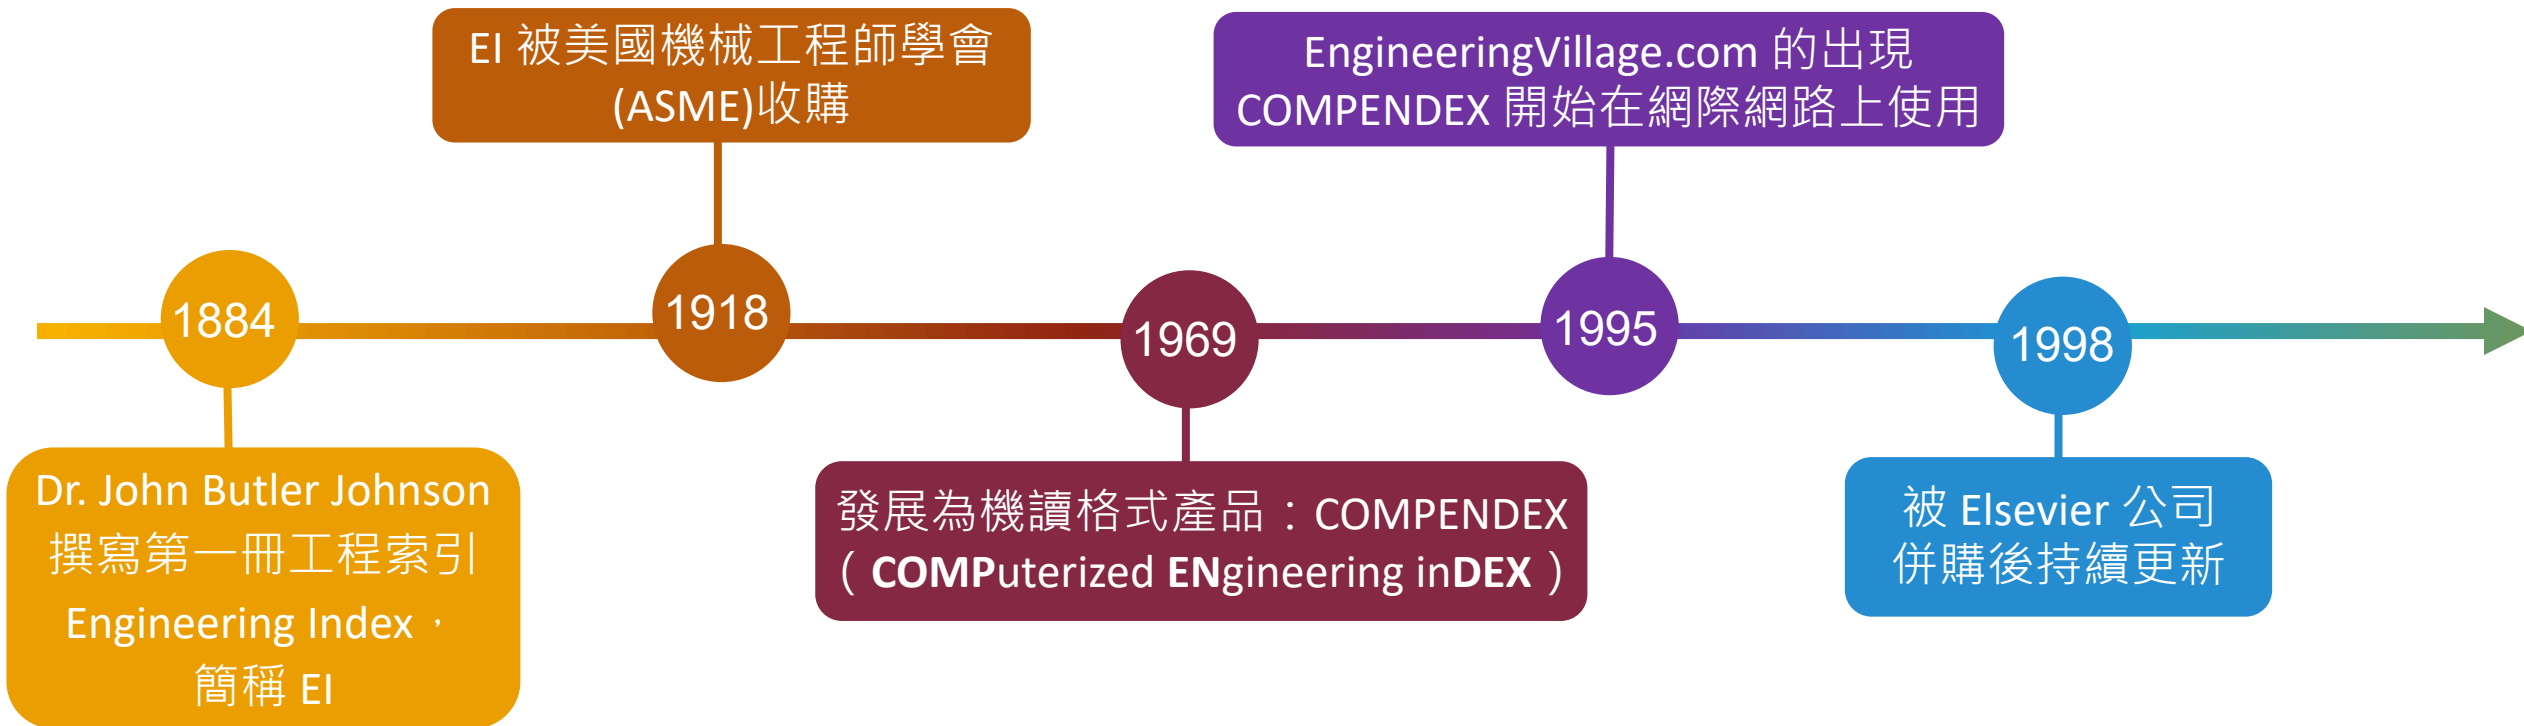 EI 被美國機械工程師學會
(ASME)收購
EngineeringVillage.com 的出現
COMPENDEX 開始在網際網路上使用
1884
1918
1969
1995
1998
Dr. John Butler Johnson
撰寫第一冊工程索引
Engineering Index，
簡稱 EI
發展為機讀格式產品：COMPENDEX
（COMPuterized ENgineering inDEX）
被 Elsevier 公司
併購後持續更新